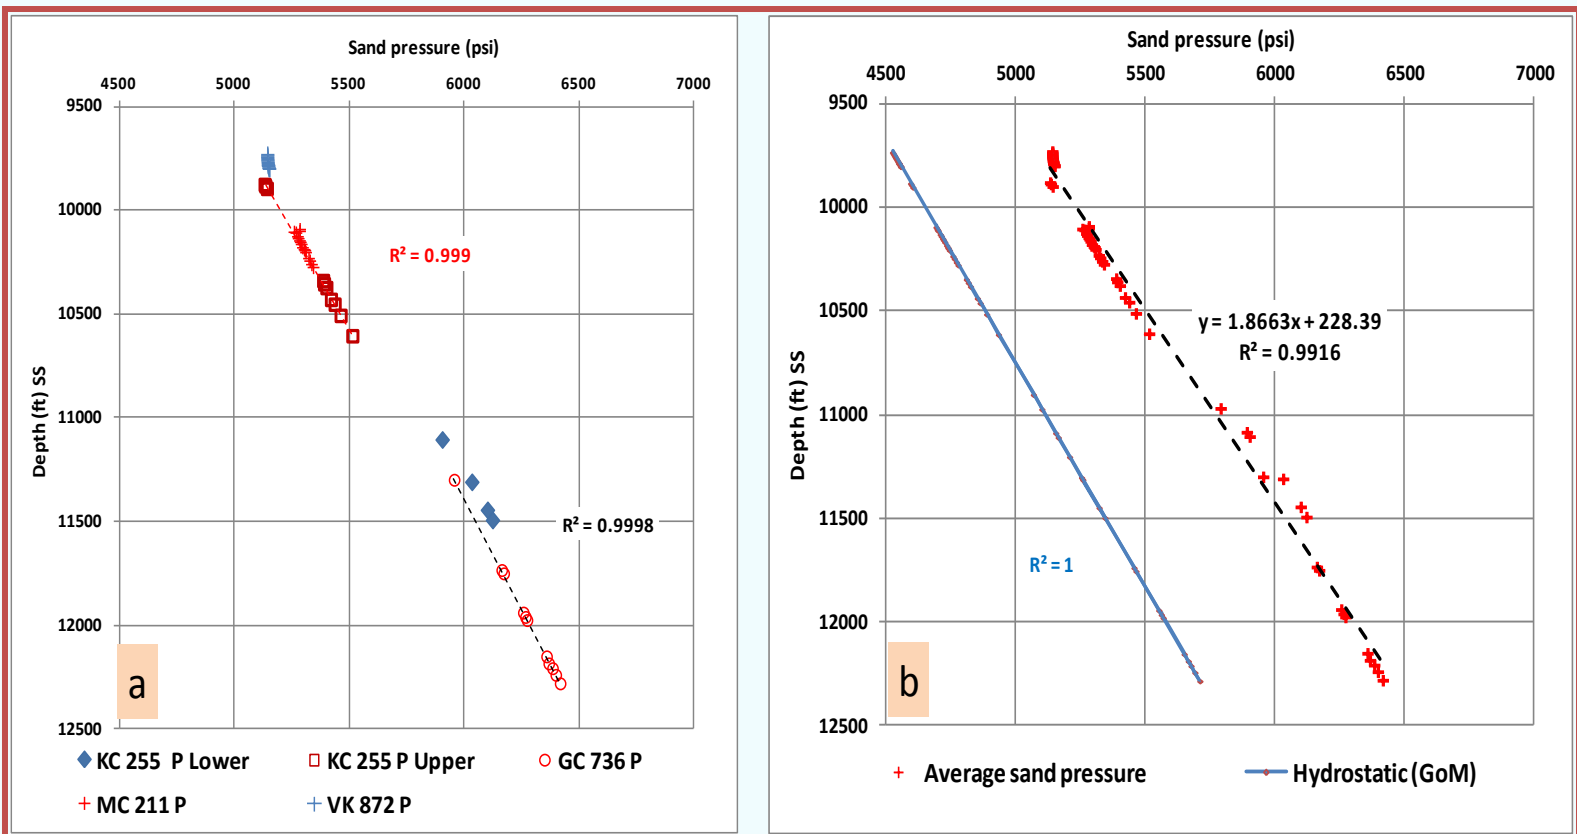 Sand pressure (psi)
4500 5000 5500 6000 6500 7000
9500
10000
10500
11000
11500
12000
12500
Depth (ft) SS
R² = 0.999
R² = 0.9998
a
KC 255 P Lower
KC 255 P Upper
GC 736 P
MC 211 P
VK 872 P
Sand pressure (psi)
4500 5000 5500 6000 6500 7000
9500
10000
10500
11000
11500
12000
12500
Depth (ft) SS
y = 1.8663x + 228.39
R² = 0.9916
R² = 1
b
Average sand pressure
Hydrostatic (GoM)